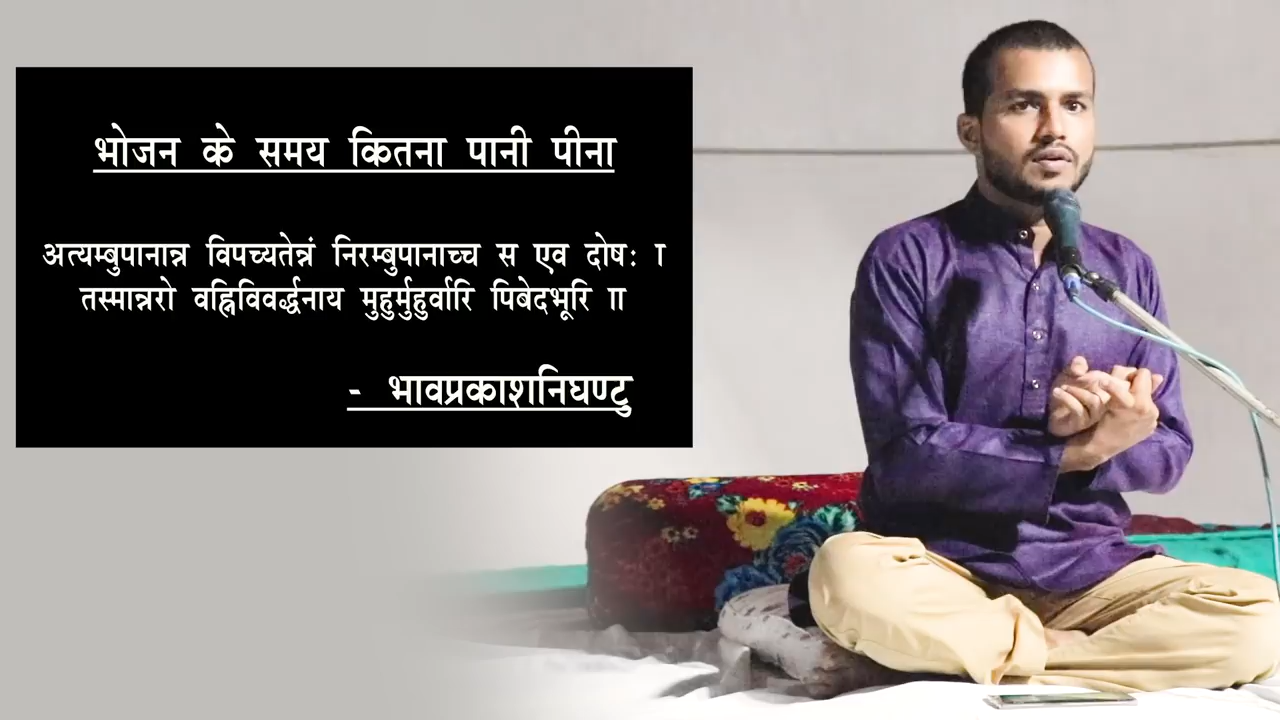 भोजन के समय कितना पानी पीना
अत्यम्बुपानान्न विपच्यतेन्नं निरम्बुपानाच्च स एव दोषः ।
तस्मान्नरो वह्निविवर्द्धनाय मुहुर्मुहुर्वारि पिबेदभूरि ॥
- भावप्रकाशनिघण्टु